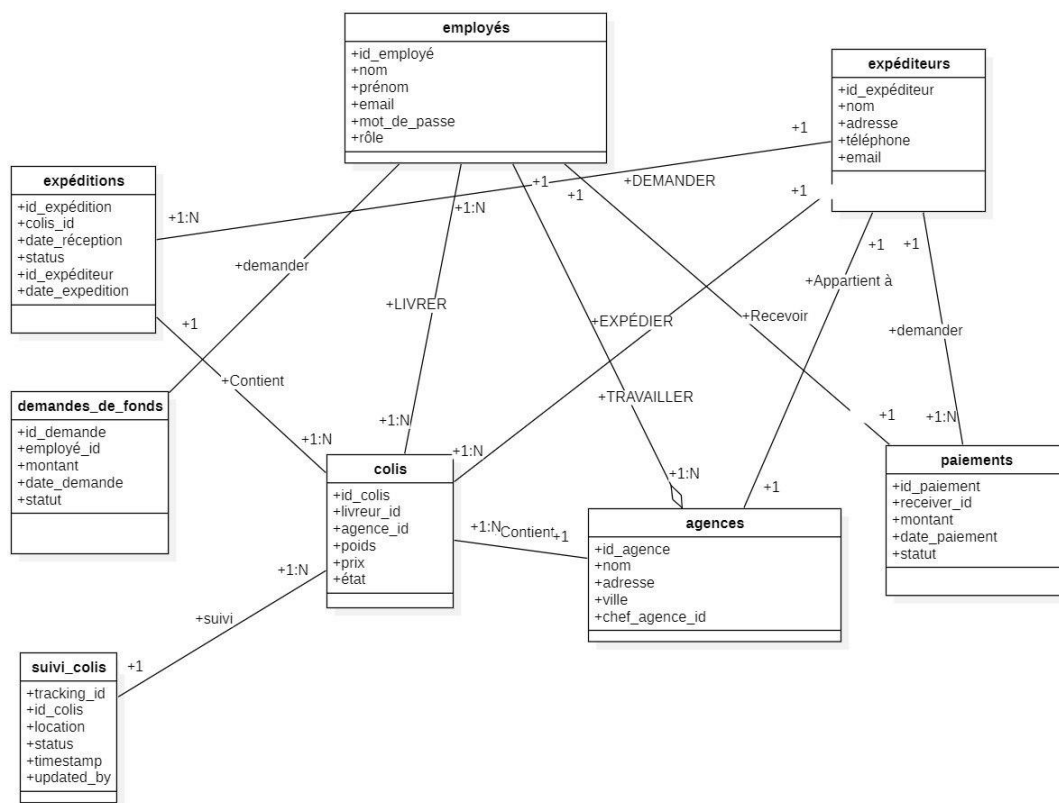 employés
+id_employé
+nom
+prénom
+email
+mot_de_passe
+rôle
expéditeurs
+id_expéditeur
+nom
+adresse
+téléphone
+email
expéditions
+id_expédition
+colis_id
+date_réception
+status
+id_expéditeur
+date_expedition
+1
+DEMANDER
+1
+1
+1
+1:N
+1:N
+1
+1
+demander
+Appartient à
+LIVRER
+EXPÉDIER
+Recevoir
+demander
+1
+Contient
+TRAVAILLER
demandes_de_fonds
+id_demande
+employé_id
+montant
+date_demande
+statut
+1:N
+1:N
+1:N
+1:N
+1
+1
+1:N
colis
+id_colis
+livreur_id
+agence_id
+poids
+prix
+état
paiements
+id_paiement
+receiver_id
+montant
+date_paiement
+statut
agences
+id_agence
+nom
+adresse
+ville
+chef_agence_id
+1:N
Contient
+1
+1:N
+suivi
+1
suivi_colis
+tracking_id
+id_colis
+location
+status
+timestamp
+updated_by